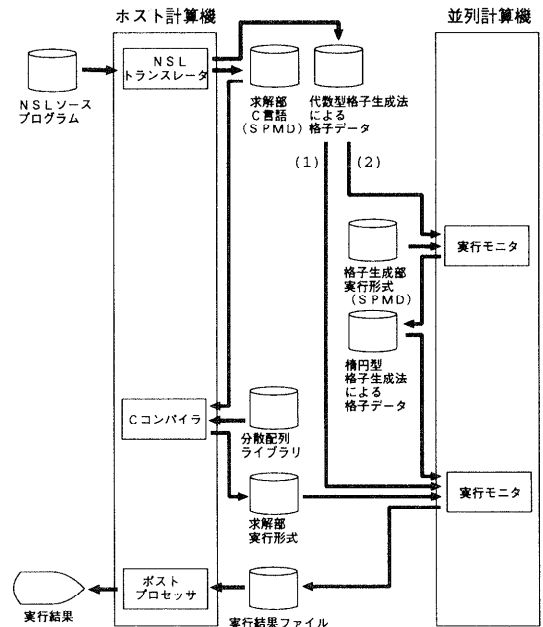 ホスト計算機
並列計算機
NSL
トランスレータ
NSLソース
プログラム
求解部
C言語
(SPMD)
代数型格子生成法
による
格子データ
(1)
(2)
実行モニタ
格子生成部
実行形式
(SPMD)
楕円型
格子生成法
による
格子データ
Cコンパイラ
分散配列
ライブラリ
実行モニタ
求解部
実行形式
ポスト
プロセッサ
実行結果
実行結果ファイル